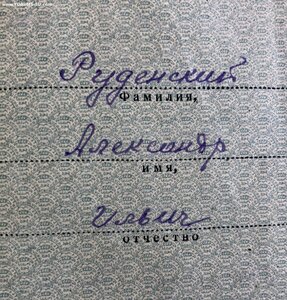 Руденский
Фамилия,
Александр
имя,
Ильич
отчество